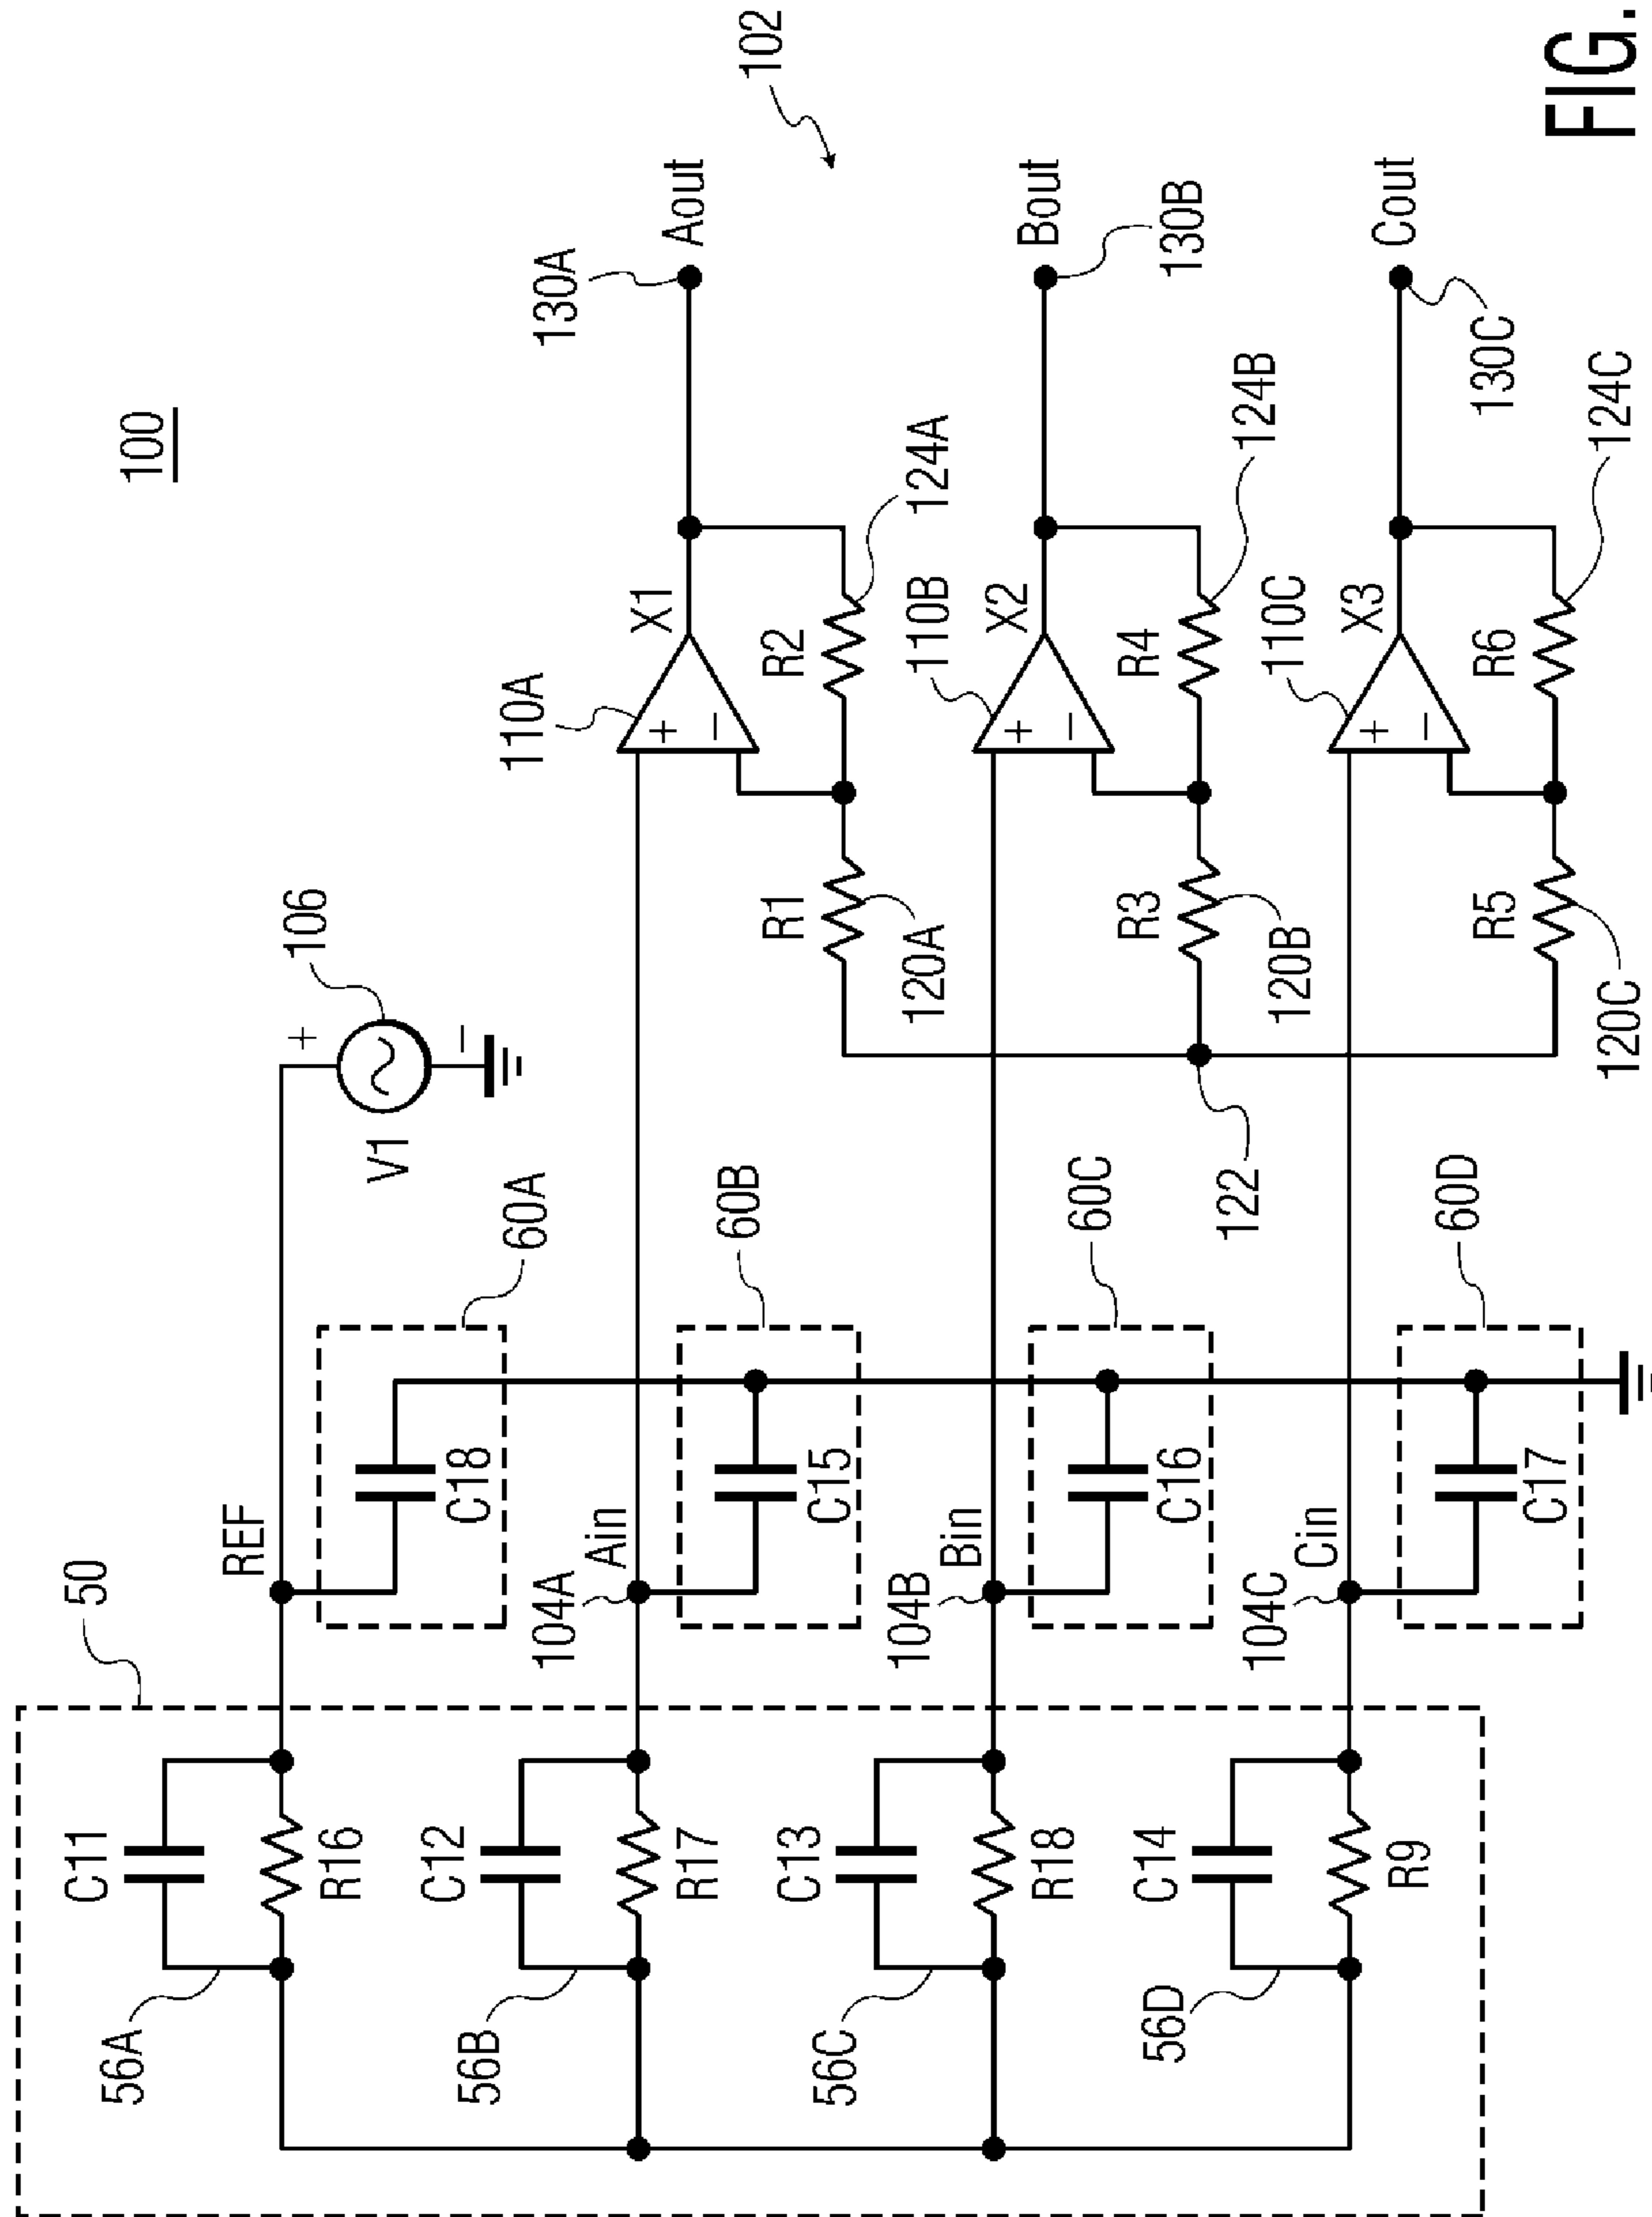 100
50
REF
V1
106
+
−
C11
R16
56A
C18
60A
104A
Ain
C12
R17
56B
C15
60B
110A
+
−
X1
130A
Aout
102
R1
120A
R2
124A
104B
Bin
C13
R18
56C
C16
60C
110B
+
−
X2
Bout
130B
R3
120B
R4
124B
122
104C
Cin
C14
R9
56D
C17
60D
110C
+
−
X3
Cout
130C
R5
120C
R6
124C
FIG.